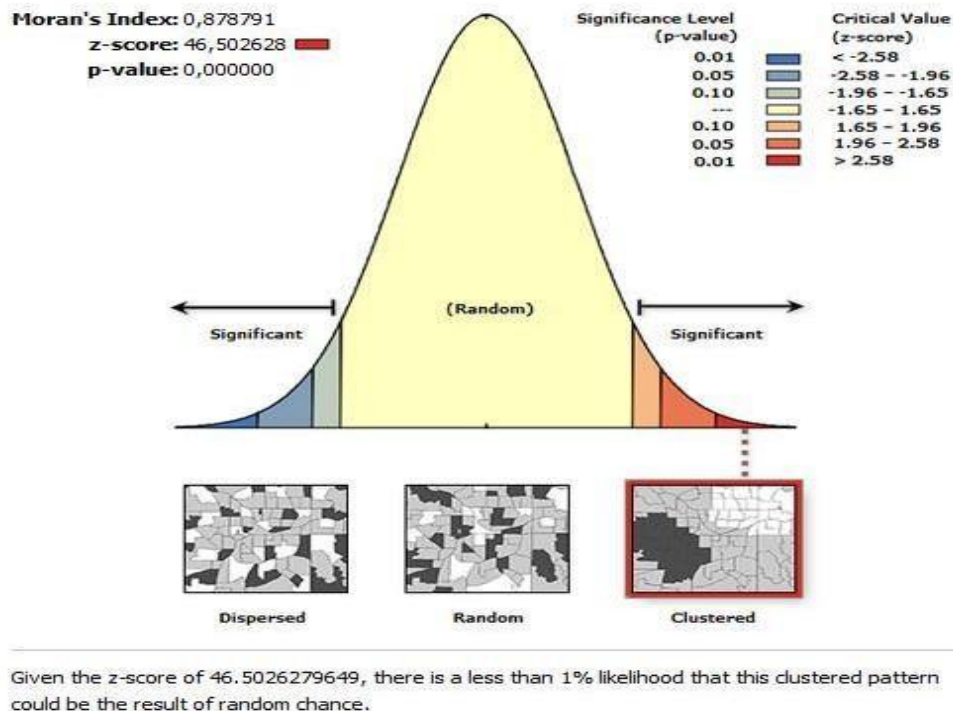 Moran's Index: 0,878791
z-score: 46,502628
p-value: 0,000000
Significance Level
(p-value)
Critical Value
(z-score)
0.01 < -2.58
0.05 -2.58 – -1.96
0.10 -1.96 – -1.65
--- -1.65 – 1.65
0.10 1.65 – 1.96
0.05 1.96 – 2.58
0.01 > 2.58
Significant
(Random)
Significant
Dispersed
Random
Clustered
Given the z-score of 46.5026279649, there is a less than 1% likelihood that this clustered pattern
could be the result of random chance.